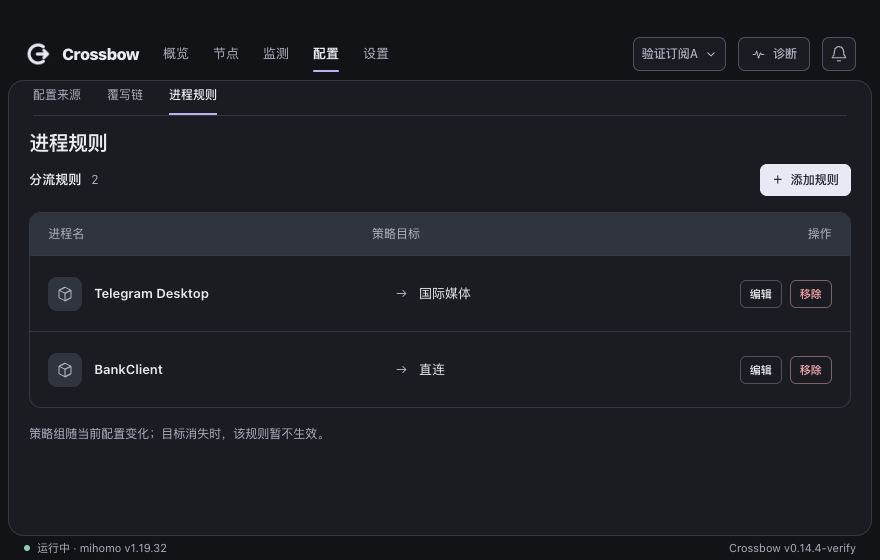 Crossbow 概览 节点 监测 配置 设置 验证订阅A 诊断
配置来源 覆写链 进程规则
进程规则
分流规则 2 + 添加规则
进程名 策略目标 操作
Telegram Desktop → 国际媒体 编辑 移除
BankClient → 直连 编辑 移除
策略组随当前配置变化；目标消失时，该规则暂不生效。
运行中 · mihomo v1.19.32 Crossbow v0.14.4-verify